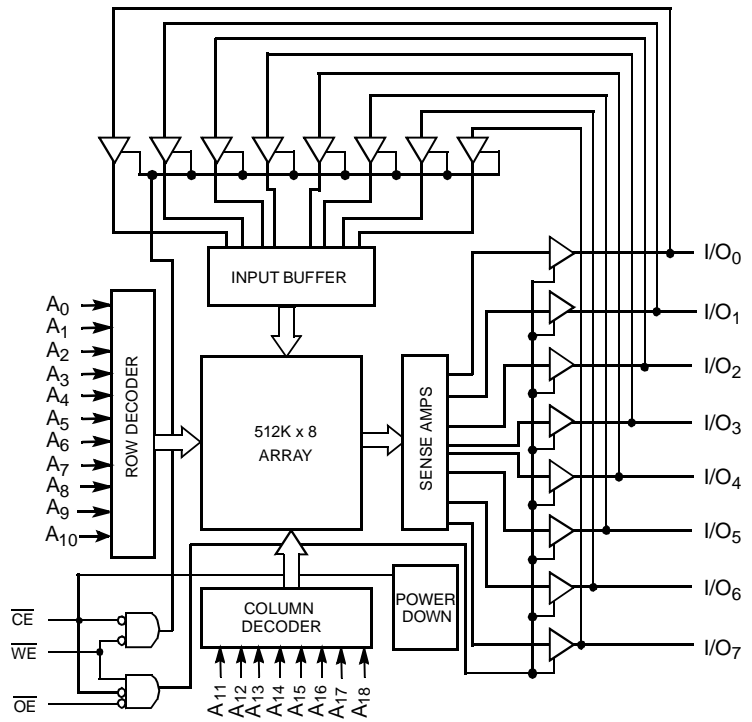 INPUT BUFFER
I/O0
I/O1
I/O2
I/O3
I/O4
I/O5
I/O6
I/O7
A0
A1
A2
A3
A4
A5
A6
A7
A8
A9
A10
ROW DECODER
512K x 8
ARRAY
SENSE AMPS
POWER
DOWN
COLUMN
DECODER
CE
WE
OE
A11
A12
A13
A14
A15
A16
A17
A18